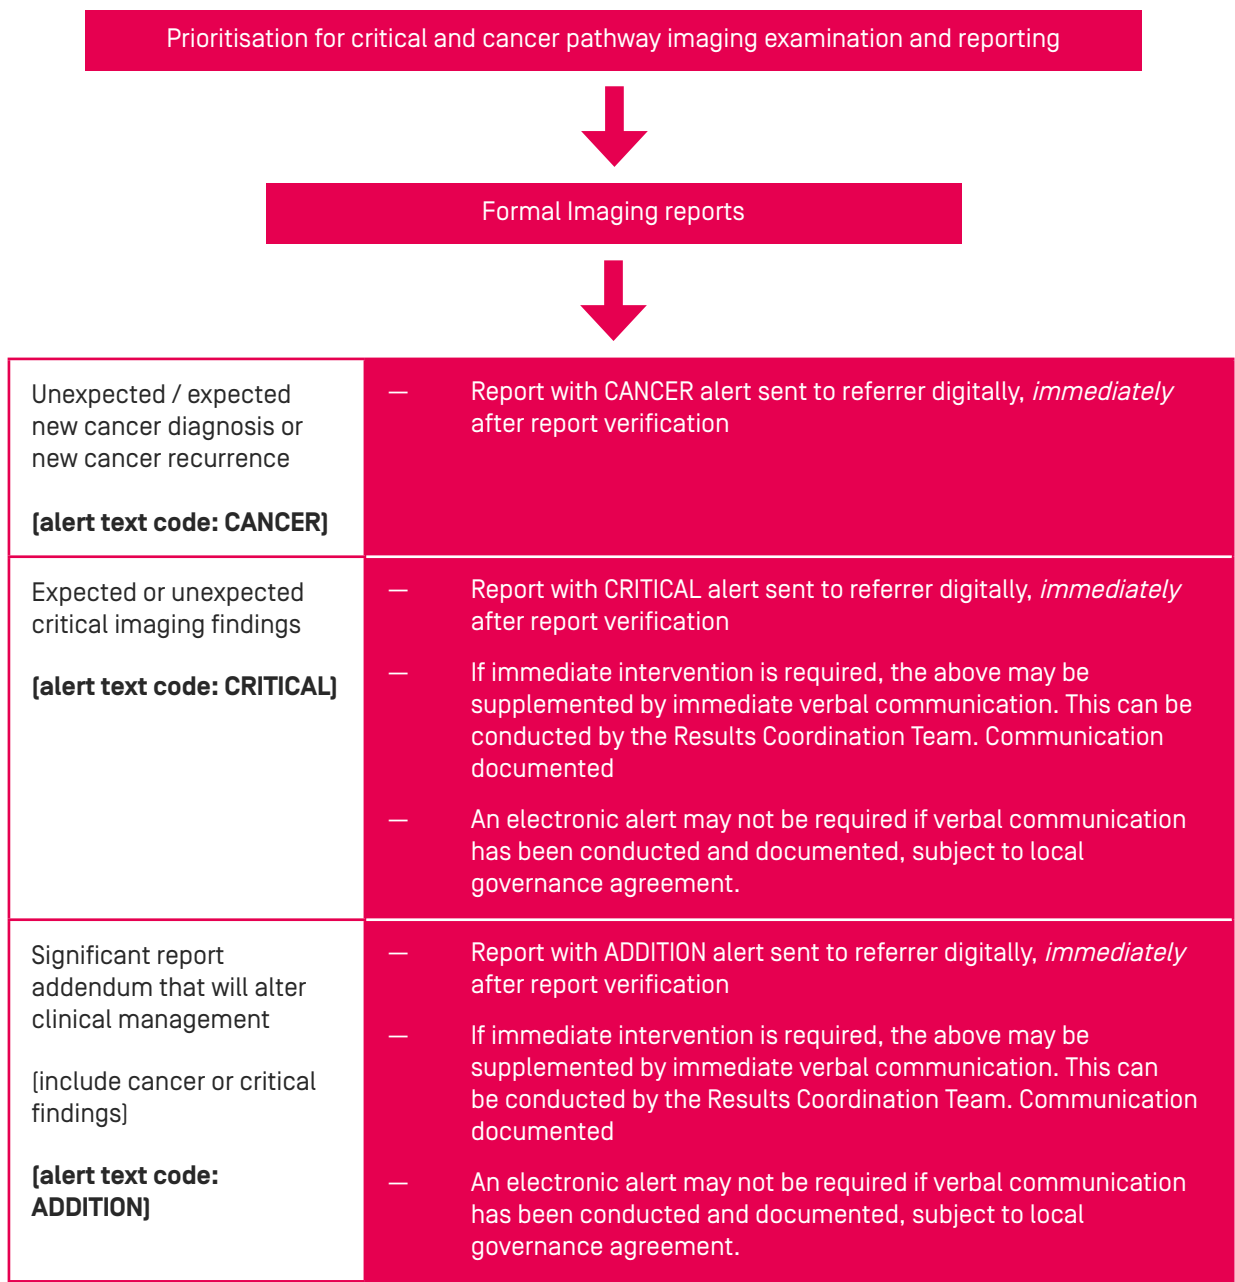 Prioritisation for critical and cancer pathway imaging examination and reporting
Formal Imaging reports
Unexpected / expected
new cancer diagnosis or
new cancer recurrence
(alert text code: CANCER)
— Report with CANCER alert sent to referrer digitally, immediately
after report verification
Expected or unexpected
critical imaging findings
(alert text code: CRITICAL)
— Report with CRITICAL alert sent to referrer digitally, immediately
after report verification
— If immediate intervention is required, the above may be
supplemented by immediate verbal communication. This can be
conducted by the Results Coordination Team. Communication
documented
— An electronic alert may not be required if verbal communication
has been conducted and documented, subject to local
governance agreement.
Significant report
addendum that will alter
clinical management
(include cancer or critical
findings)
(alert text code:
ADDITION)
— Report with ADDITION alert sent to referrer digitally, immediately
after report verification
— If immediate intervention is required, the above may be
supplemented by immediate verbal communication. This can
be conducted by the Results Coordination Team. Communication
documented
— An electronic alert may not be required if verbal communication
has been conducted and documented, subject to local
governance agreement.